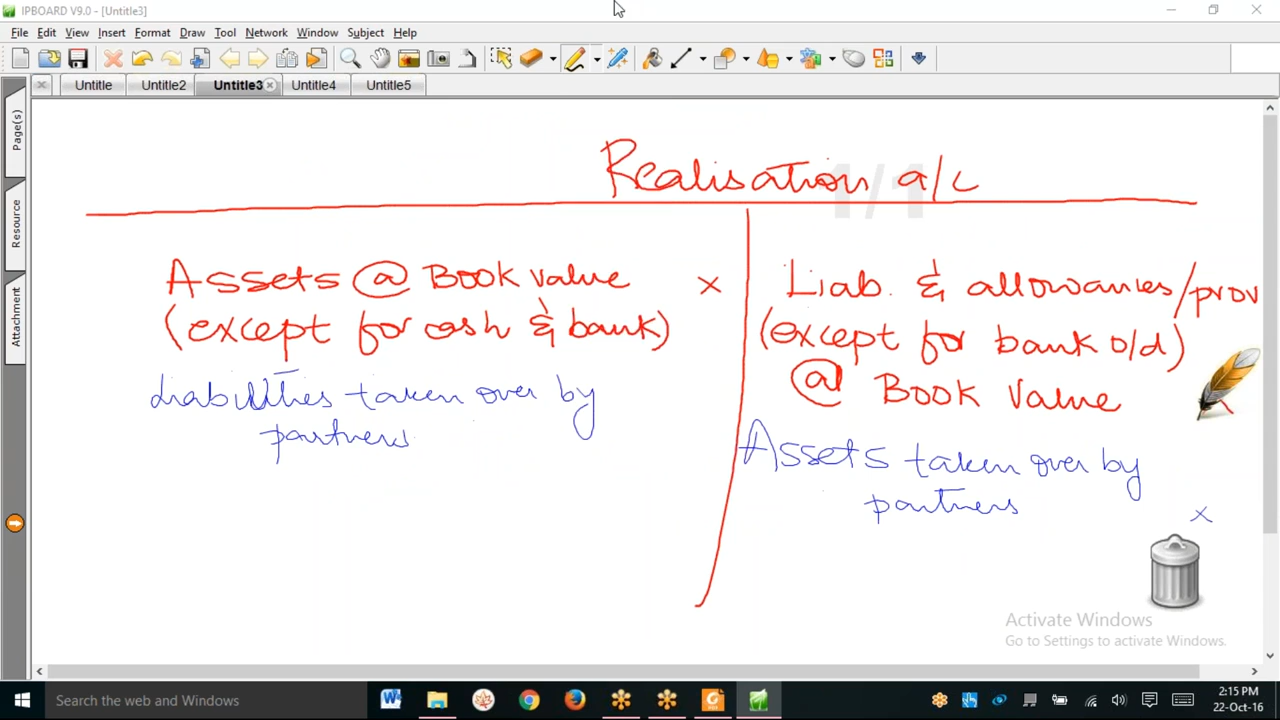 IPBOARD V9.0 - [Untitle3]
File Edit View Insert Format Draw Tool Network Window Subject Help
Untitle Untitle2 Untitle3 Untitle4 Untitle5
Page(s)
Resource
Attachment
1/1
Realisation a/c
Assets @ Book value x
(except for cash & bank)
Liabilities taken over by
partners
Liab. & allowances/prov
(except for bank o/d)
@ Book Value
Assets taken over by
partners x
Activate Windows
Go to Settings to activate Windows.
Search the web and Windows
2:15 PM
22-Oct-16